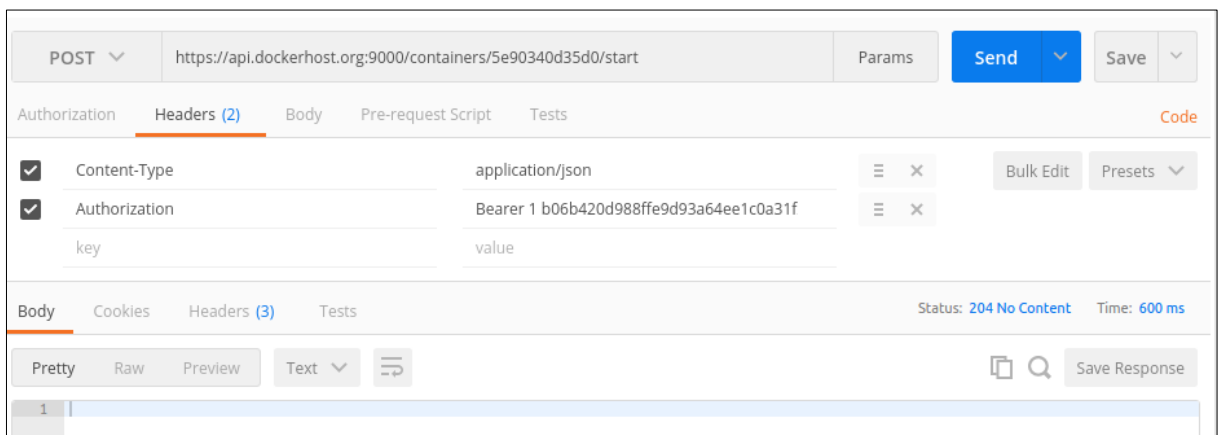 POST https://api.dockerhost.org:9000/containers/5e90340d35d0/start Params Send Save
Authorization Headers (2) Body Pre-request Script Tests Code
Content-Type application/json Bulk Edit Presets
Authorization Bearer 1 b06b420d988ffe9d93a64ee1c0a31f
key value
Body Cookies Headers (3) Tests Status: 204 No Content Time: 600 ms
Pretty Raw Preview Text Save Response
1